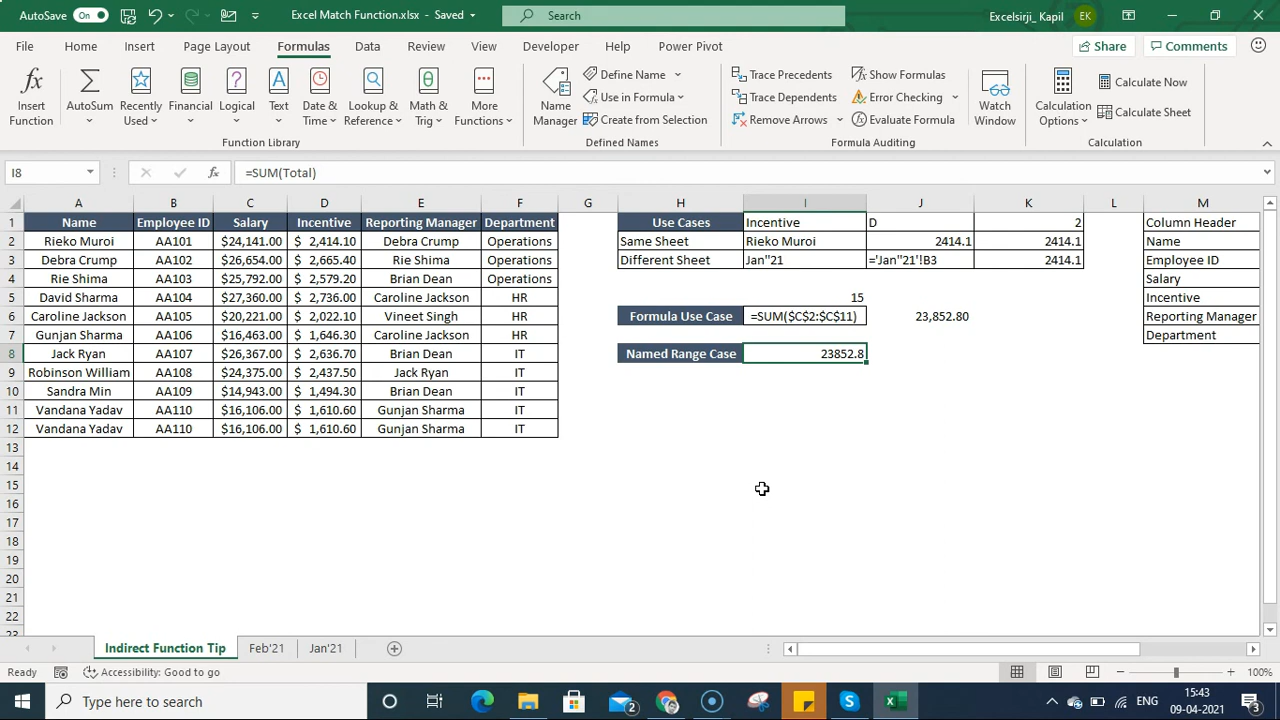 AutoSave On Excel Match Function.xlsx - Saved Search Excelsirji_ Kapil EK
File Home Insert Page Layout Formulas Data Review View Developer Help Power Pivot Share Comments
fx Insert Function
Σ AutoSum
Recently Used
Financial
Logical
Text
Date & Time
Lookup & Reference
Math & Trig
More Functions
Function Library
Name Manager
Define Name
Use in Formula
Create from Selection
Defined Names
Trace Precedents
Trace Dependents
Remove Arrows
Show Formulas
Error Checking
Evaluate Formula
Formula Auditing
Watch Window
Calculation Options
Calculate Now
Calculate Sheet
Calculation
I8 fx =SUM(Total)
A B C D E F G H I J K L M
1 Name Employee ID Salary Incentive Reporting Manager Department Use Cases Incentive D 2 Column Header
2 Rieko Muroi AA101 $24,141.00 $ 2,414.10 Debra Crump Operations Same Sheet Rieko Muroi 2414.1 2414.1 Name
3 Debra Crump AA102 $26,654.00 $ 2,665.40 Rie Shima Operations Different Sheet Jan"21 ='Jan"21'!B3 2414.1 Employee ID
4 Rie Shima AA103 $25,792.00 $ 2,579.20 Brian Dean Operations Salary
5 David Sharma AA104 $27,360.00 $ 2,736.00 Caroline Jackson HR 15 Incentive
6 Caroline Jackson AA105 $20,221.00 $ 2,022.10 Vineet Singh HR Formula Use Case =SUM($C$2:$C$11) 23,852.80 Reporting Manager
7 Gunjan Sharma AA106 $16,463.00 $ 1,646.30 Caroline Jackson HR Department
8 Jack Ryan AA107 $26,367.00 $ 2,636.70 Brian Dean IT Named Range Case 23852.8
9 Robinson William AA108 $24,375.00 $ 2,437.50 Jack Ryan IT
10 Sandra Min AA109 $14,943.00 $ 1,494.30 Brian Dean IT
11 Vandana Yadav AA110 $16,106.00 $ 1,610.60 Gunjan Sharma IT
12 Vandana Yadav AA110 $16,106.00 $ 1,610.60 Gunjan Sharma IT
13
14
15
16
17
18
19
20
21
22
23
Indirect Function Tip Feb'21 Jan'21
Ready Accessibility: Good to go 100%
Type here to search 2 ENG 15:43 09-04-2021 3